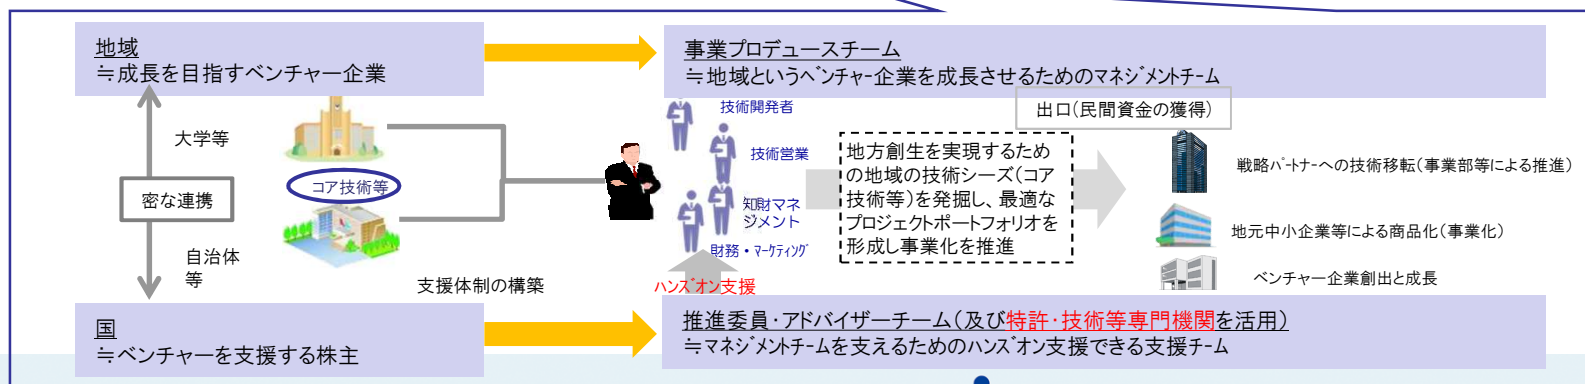 地域
≒成長を目指すベンチャー企業
事業プロデュースチーム
≒地域というベンチャー企業を成長させるためのマネジメントチーム
大学等
コア技術等
密な連携
自治体
等
支援体制の構築
技術開発者
技術営業
知財マネ
ジメント
財務・マーケティング
ハンズオン支援
地方創生を実現するため
の地域の技術シーズ(コア
技術等)を発掘し、最適な
プロジェクトポートフォリオを
形成し事業化を推進
出口(民間資金の獲得)
戦略パートナーへの技術移転(事業部等による推進)
地元中小企業等による商品化(事業化)
ベンチャー企業創出と成長
国
≒ベンチャーを支援する株主
推進委員・アドバイザーチーム(及び特許・技術等専門機関を活用)
≒マネジメントチームを支えるためのハンズオン支援できる支援チーム